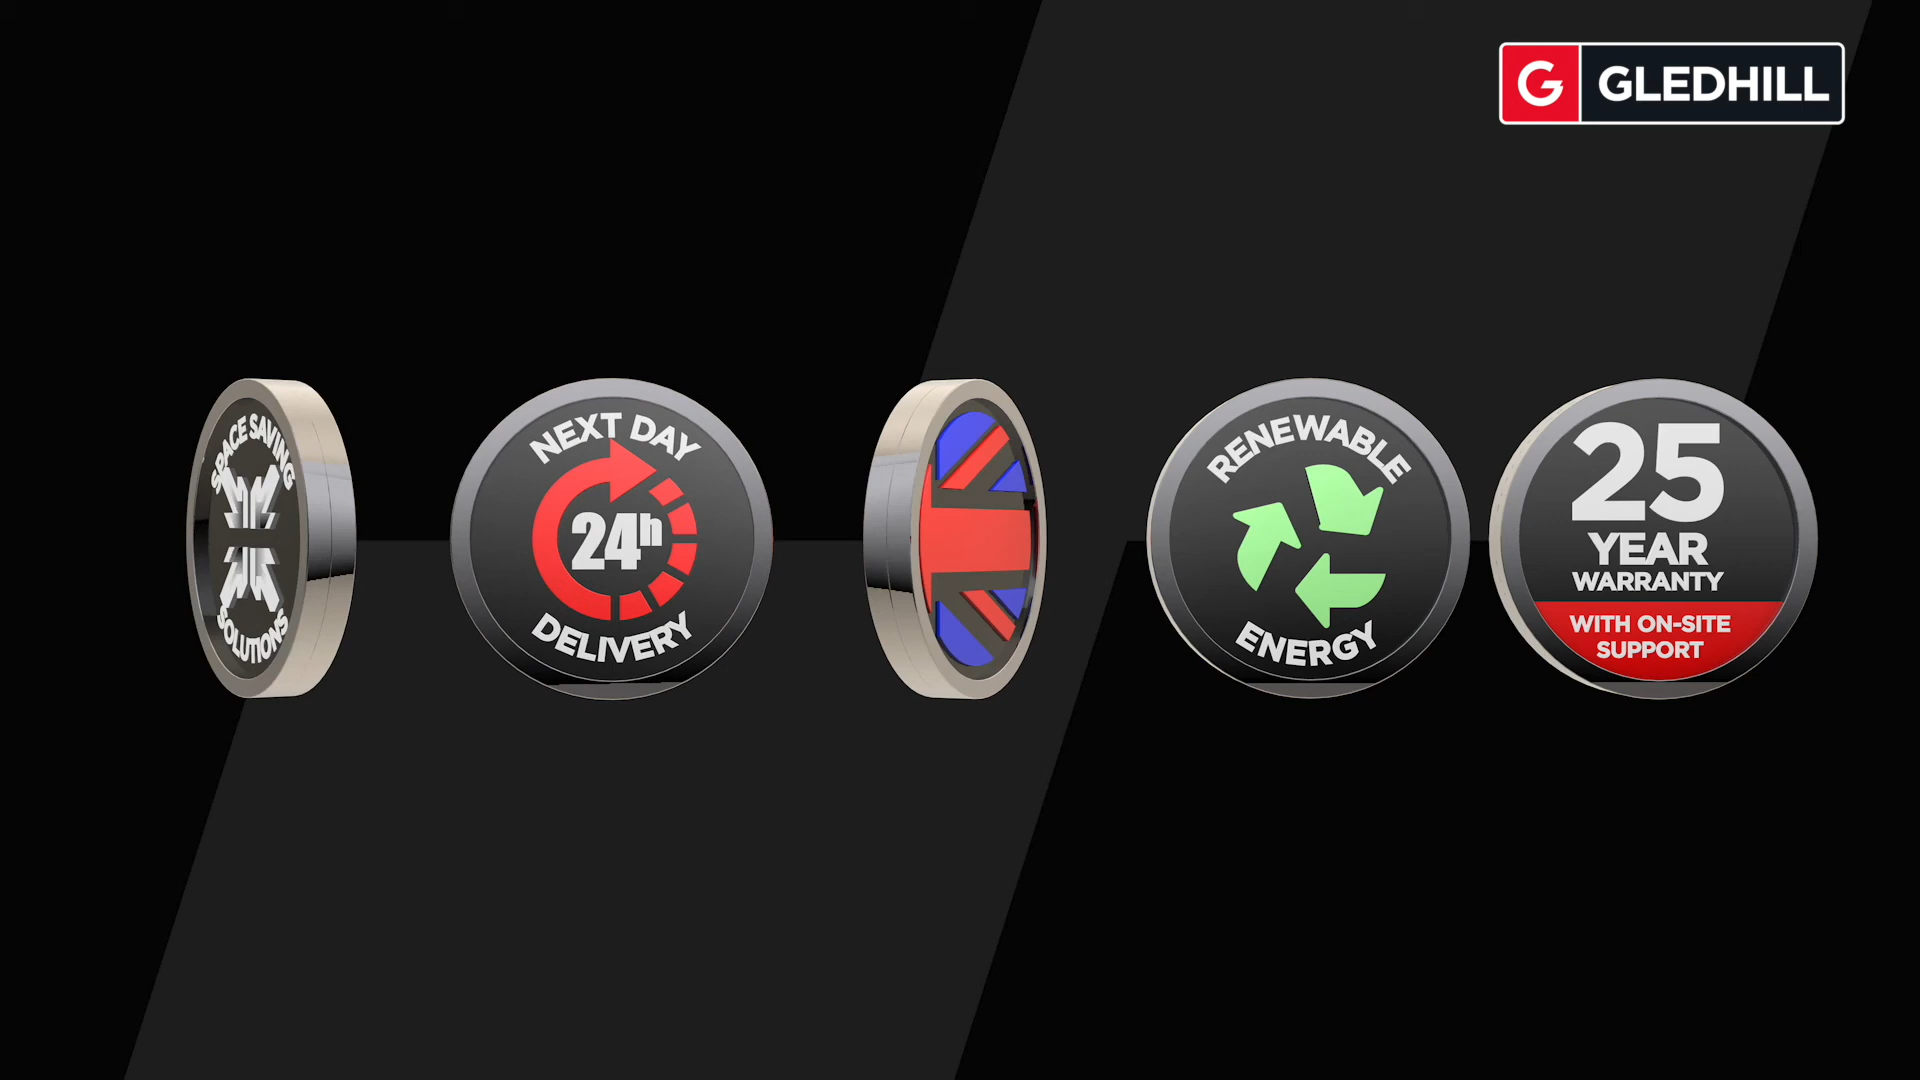 G GLEDHILL
SPACE SAVING
SOLUTIONS
NEXT DAY
24h
DELIVERY
RENEWABLE
ENERGY
25
YEAR
WARRANTY
WITH ON-SITE
SUPPORT